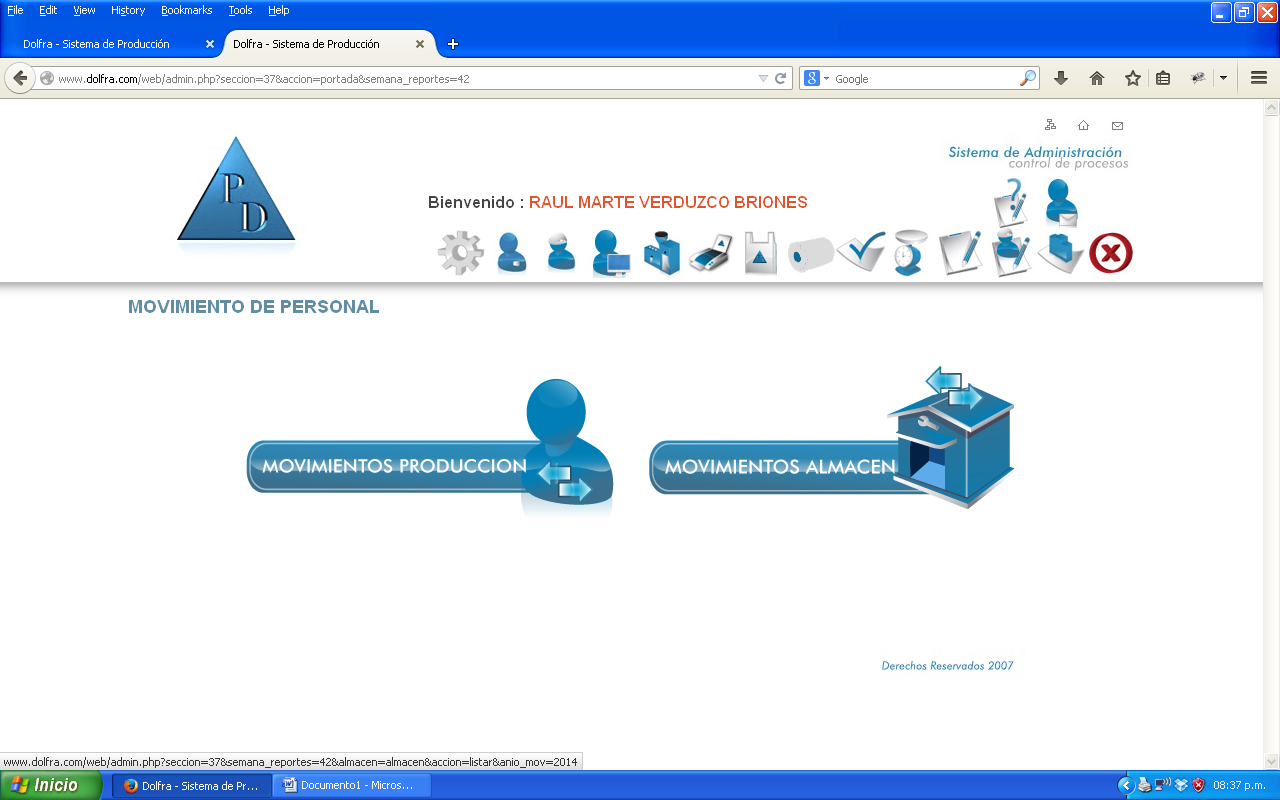 File Edit View History Bookmarks Tools Help
Dolfra - Sistema de Producción
Dolfra - Sistema de Producción
www.dolfra.com/web/admin.php?seccion=37&accion=portada&semana_reportes=42
8 Google
Sistema de Administración
control de procesos
P D
Bienvenido : RAUL MARTE VERDUZCO BRIONES
MOVIMIENTO DE PERSONAL
MOVIMIENTOS PRODUCCION
MOVIMIENTOS ALMACEN
Derechos Reservados 2007
www.dolfra.com/web/admin.php?seccion=37&semana_reportes=42&almacen=almacen&accion=listar&anio_mov=2014
Inicio
Dolfra - Sistema de Pr...
Documento1 - Micros...
08:37 p.m.